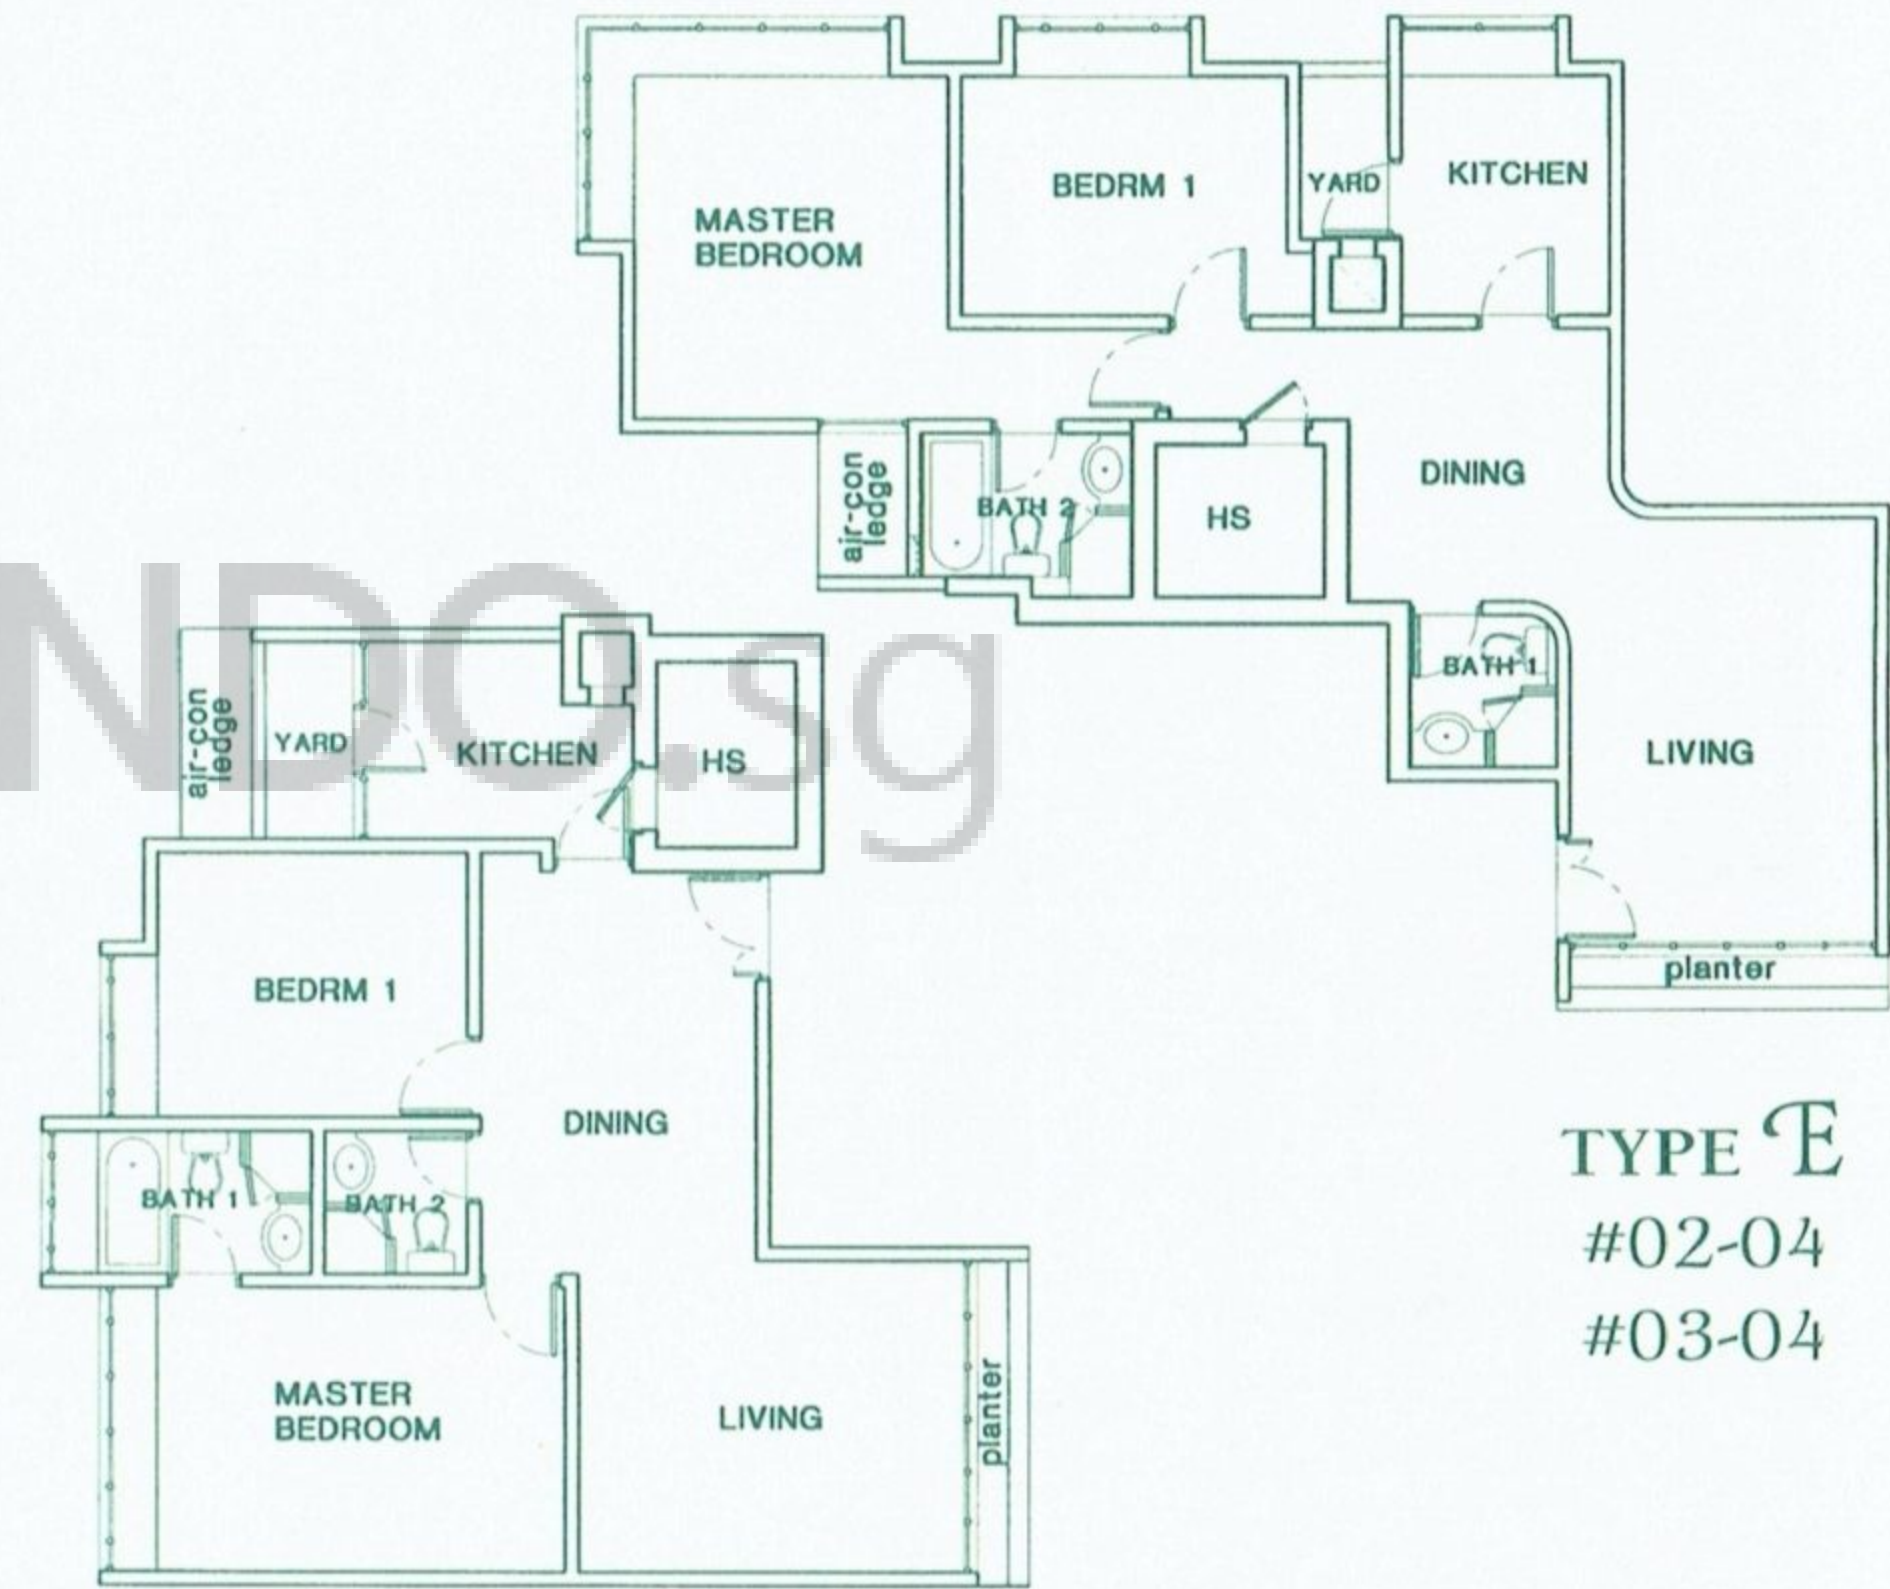 MASTER
BEDROOM
BEDRM 1
YARD
KITCHEN
air-con
ledge
BATH 2
HS
DINING
BATH 1
LIVING
planter
NDO.sg
air-con
ledge
YARD
KITCHEN
HS
BEDRM 1
DINING
BATH 1
BATH 2
MASTER
BEDROOM
LIVING
planter
TYPE E
#02-04
#03-04